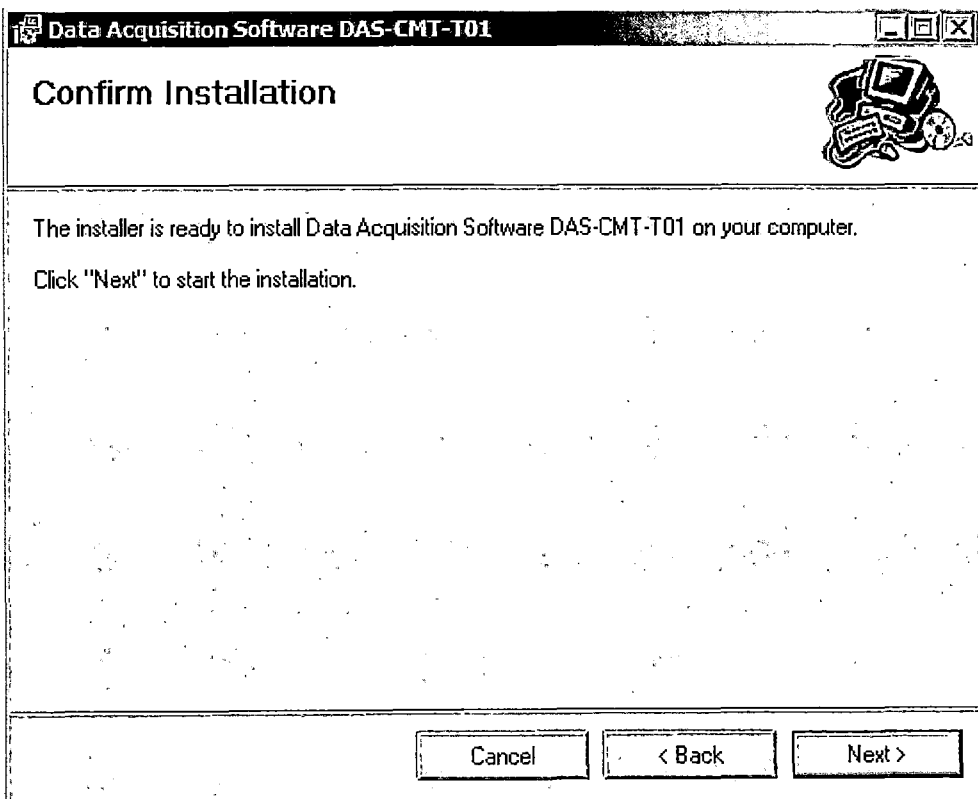 Data Acquisition Software DAS-CMT-T01
Confirm Installation
The installer is ready to install Data Acquisition Software DAS-CMT-T01 on your computer.
Click "Next" to start the installation.
Cancel
< Back
Next >